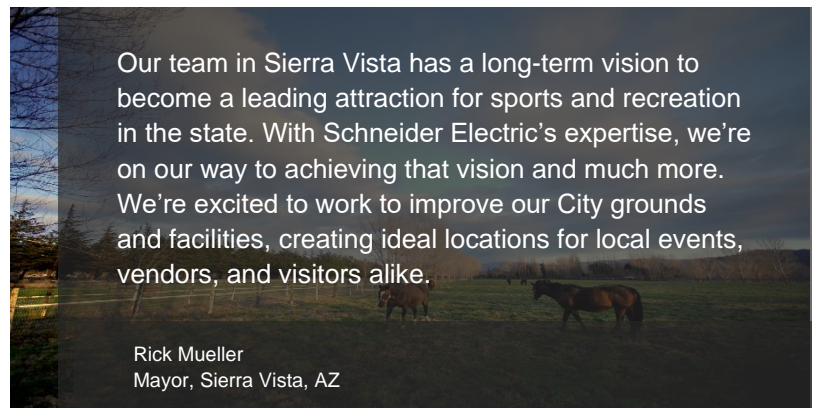 Our team in Sierra Vista has a long-term vision to
become a leading attraction for sports and recreation
in the state. With Schneider Electric’s expertise, we’re
on our way to achieving that vision and much more.
We’re excited to work to improve our City grounds
and facilities, creating ideal locations for local events,
vendors, and visitors alike.
Rick Mueller
Mayor, Sierra Vista, AZ